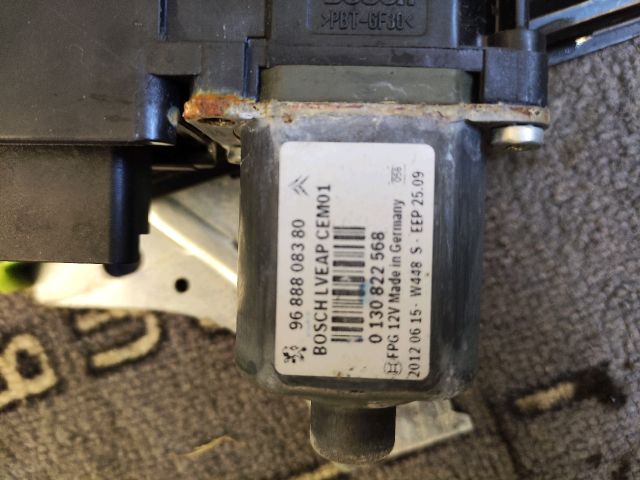 BOSCH
>PBT-GF30<
96 888 083 80
BOSCH LVEAP CEM01
0 130 822 568
FPG 12V Made in Germany
2012 06 15 - W448 S - EEP 25.09
056